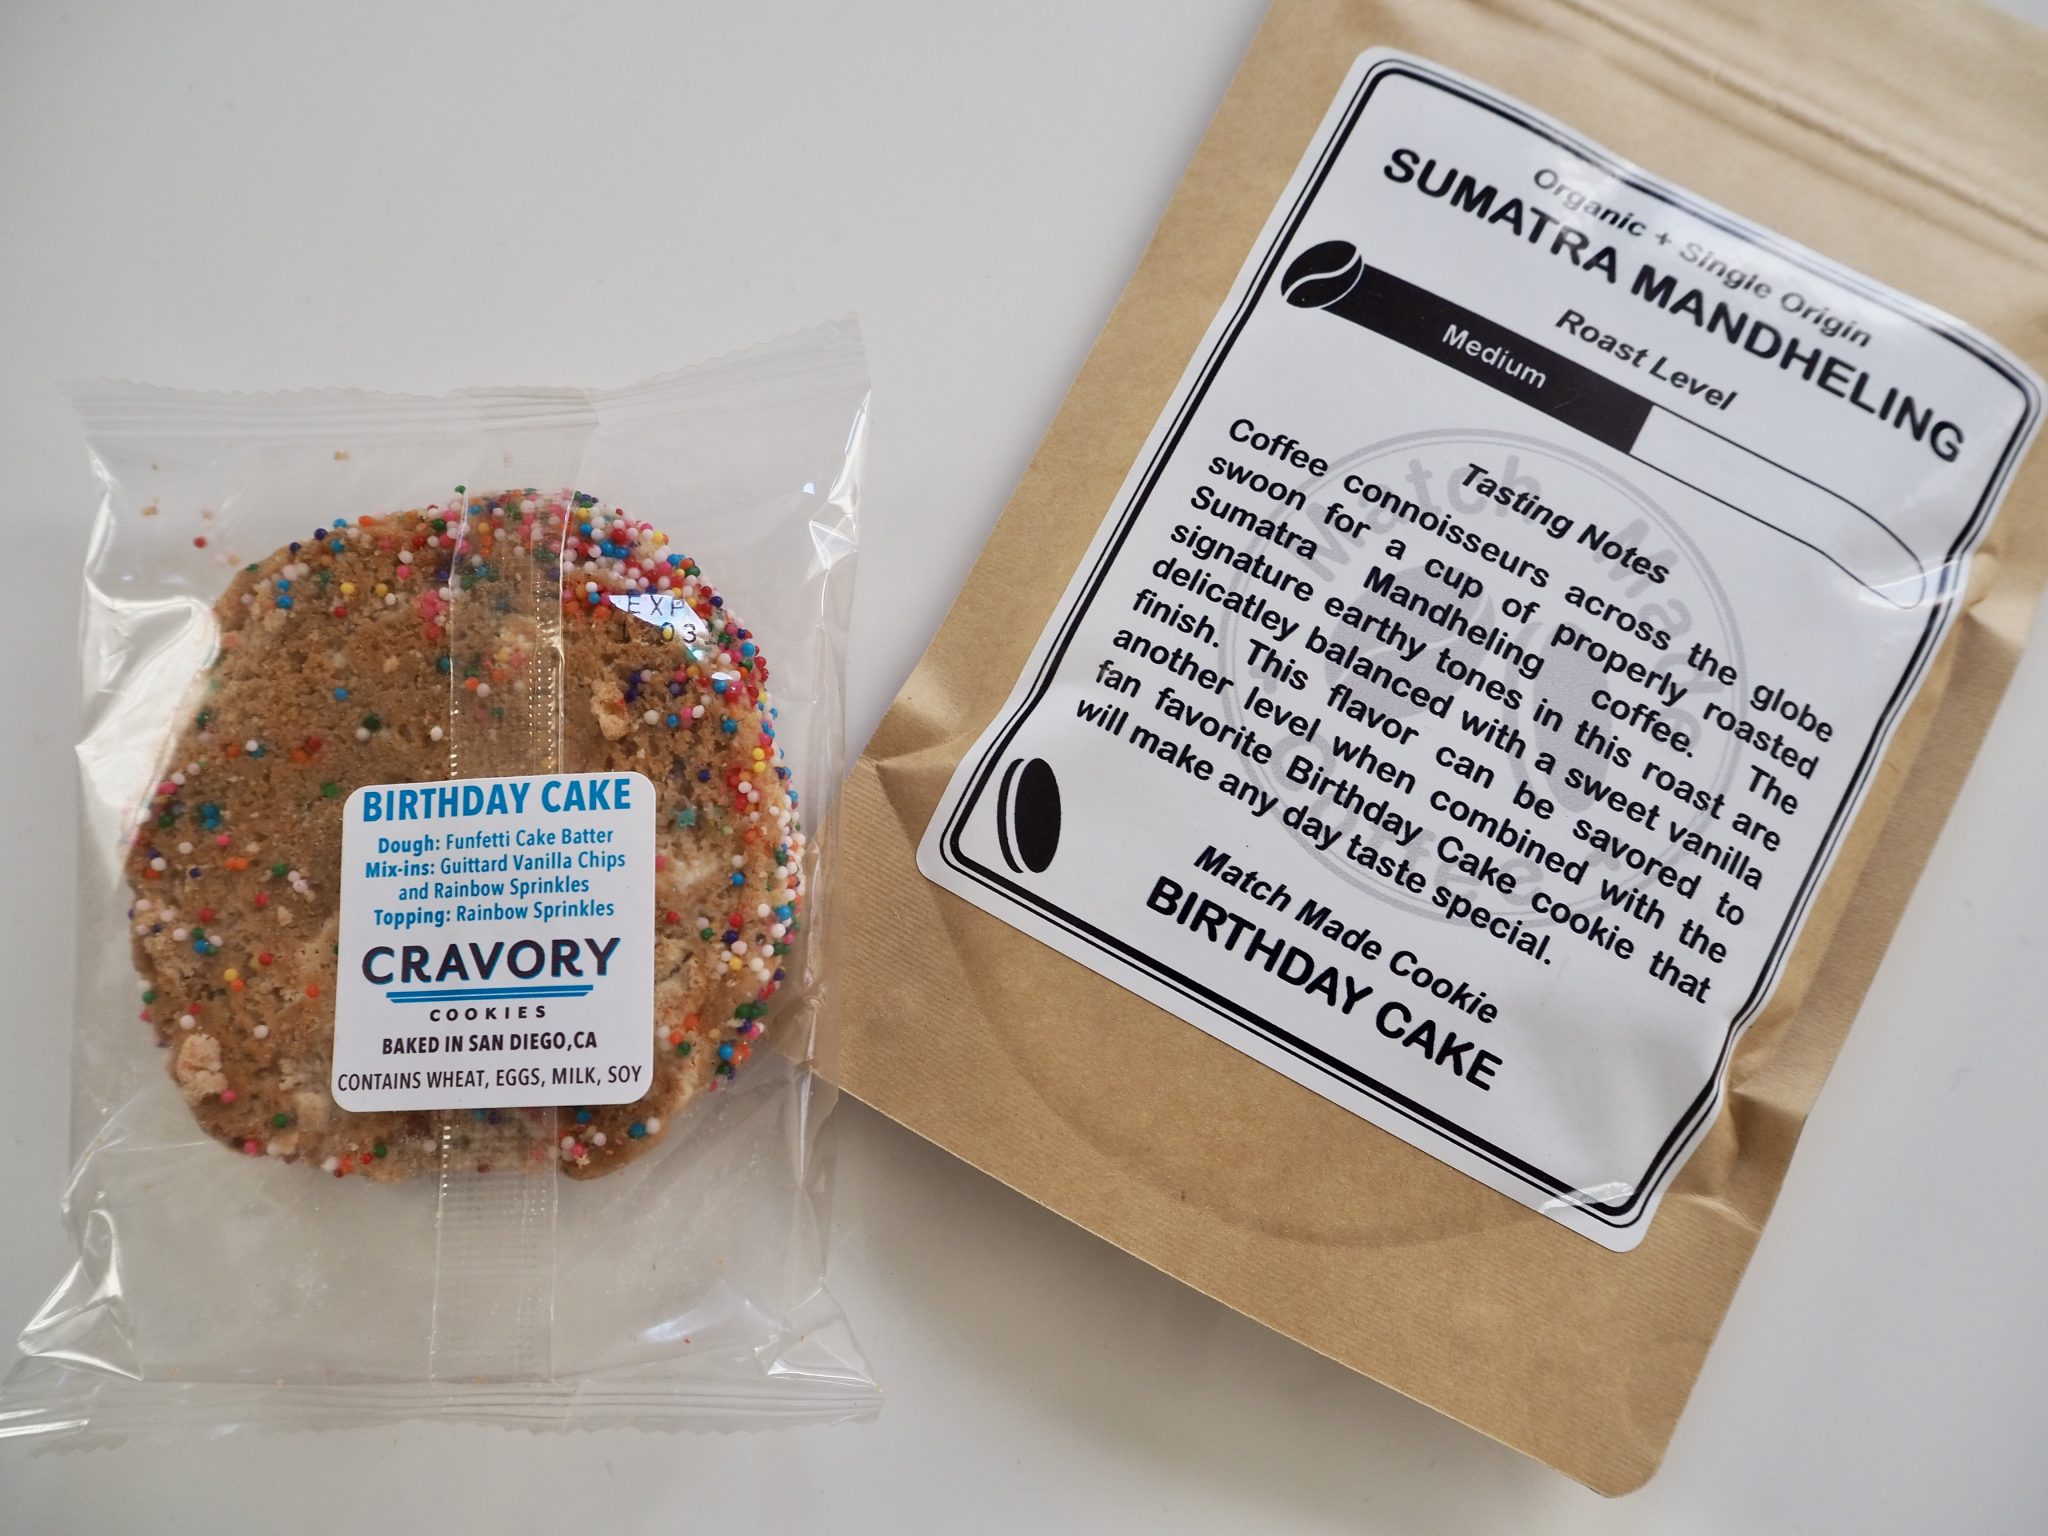 BIRTHDAY CAKE
Dough: Funfetti Cake Batter
Mix-ins: Guittard Vanilla Chips
and Rainbow Sprinkles
Topping: Rainbow Sprinkles
CRAVORY
COOKIES
BAKED IN SAN DIEGO,CA
CONTAINS WHEAT, EGGS, MILK, SOY
EXP
03
Organic + Single Origin
SUMATRA MANDHELING
Roast Level
Medium
Tasting Notes
Coffee connoisseurs across the globe
swoon for a cup of properly roasted
Sumatra Mandheling coffee. The
signature earthy tones in this roast are
delicatley balanced with a sweet vanilla
finish. This flavor can be savored to
another level when combined with the
fan favorite Birthday Cake cookie that
will make any day taste special.
Match Made Cookie
BIRTHDAY CAKE
Match Made
Coffee